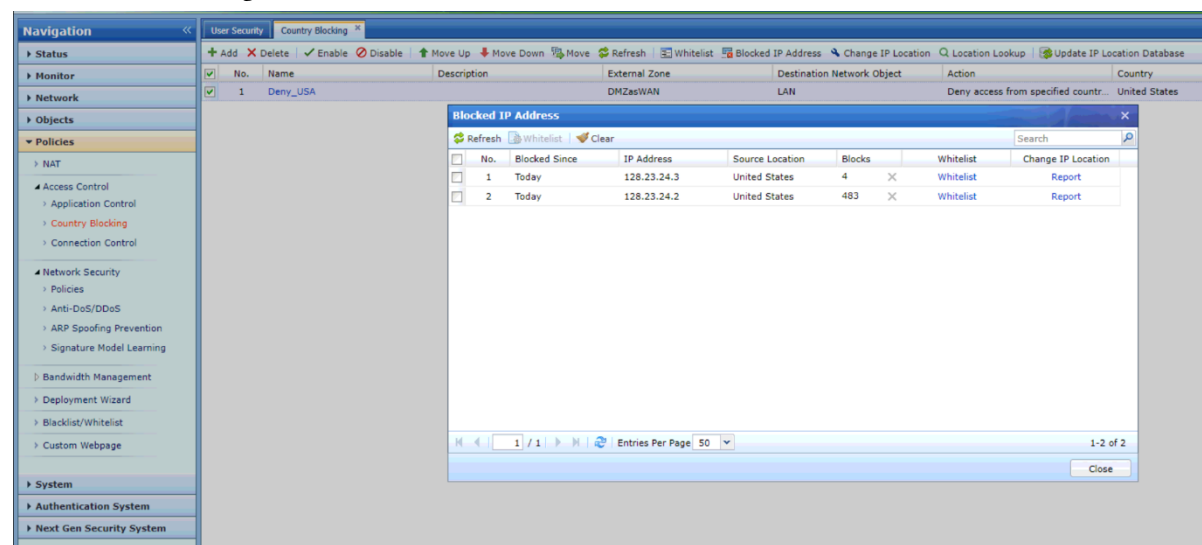 Navigation
Status
Monitor
Network
Objects
Policies
NAT
Access Control
Application Control
Country Blocking
Connection Control
Network Security
Policies
Anti-DoS/DDoS
ARP Spoofing Prevention
Signature Model Learning
Bandwidth Management
Deployment Wizard
Blacklist/Whitelist
Custom Webpage
System
Authentication System
Next Gen Security System
User Security Country Blocking
Add Delete Enable Disable Move Up Move Down Move Refresh Whitelist Blocked IP Address Change IP Location Location Lookup Update IP Location Database
No. Name Description External Zone Destination Network Object Action Country
1 Deny_USA DMZasWAN LAN Deny access from specified countr... United States
Blocked IP Address
Refresh Whitelist Clear Search
No. Blocked Since IP Address Source Location Blocks Whitelist Change IP Location
1 Today 128.23.24.3 United States 4 Whitelist Report
2 Today 128.23.24.2 United States 483 Whitelist Report
1 / 1 Entries Per Page 50 1-2 of 2
Close